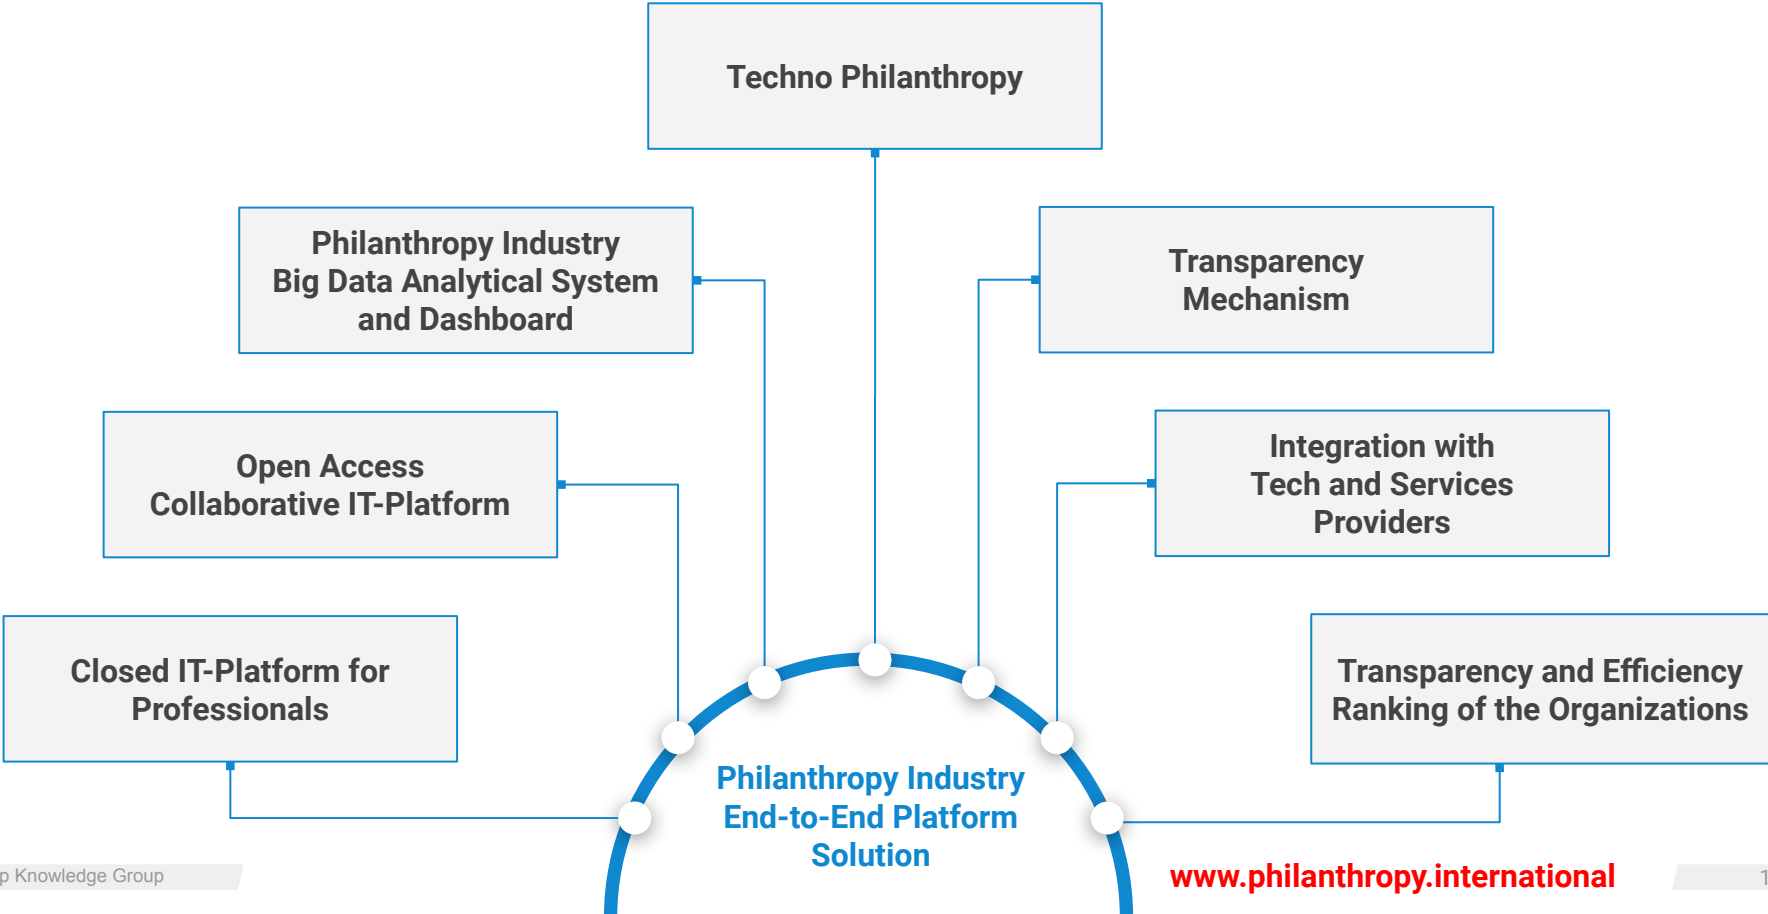 Techno Philanthropy
Philanthropy Industry
Big Data Analytical System
and Dashboard
Transparency
Mechanism
Open Access
Collaborative IT-Platform
Integration with
Tech and Services
Providers
Closed IT-Platform for
Professionals
Transparency and Efficiency
Ranking of the Organizations
Philanthropy Industry
End-to-End Platform
Solution
Knowledge Group
www.philanthropy.international